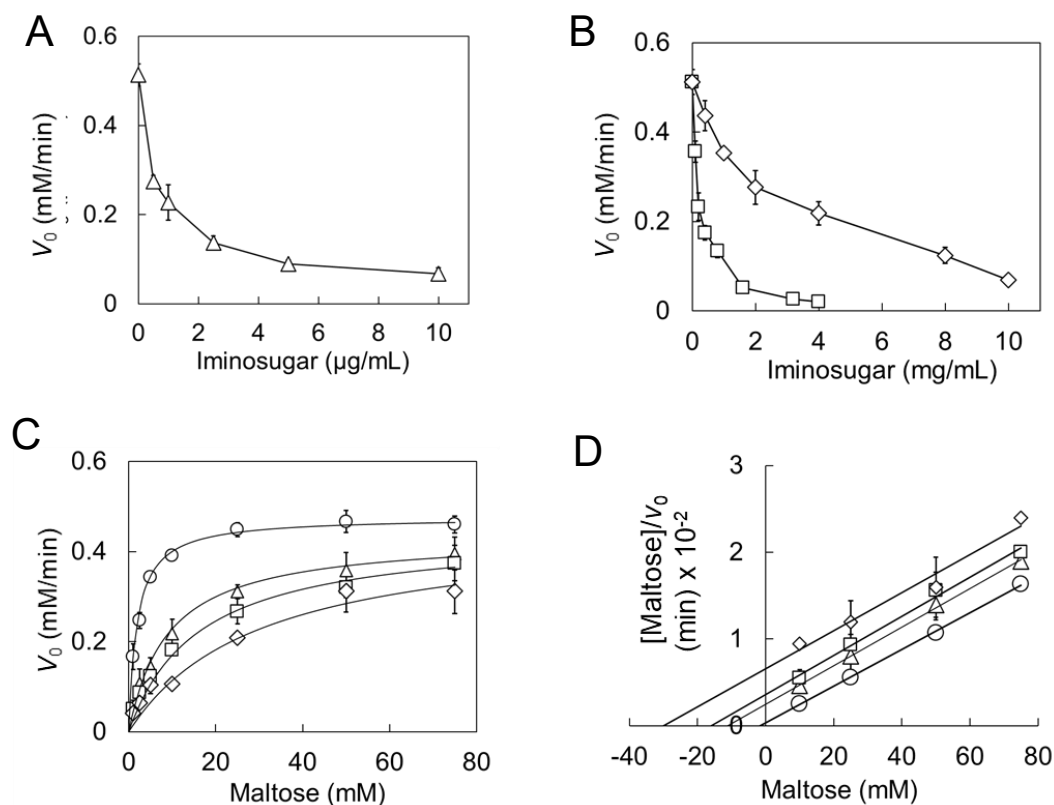 A
0.6
0.4
0.2
0
V0 (mM/min)
0 2 4 6 8 10
Iminosugar (µg/mL)
B
0.6
0.4
0.2
0
V0 (mM/min)
0 2 4 6 8 10
Iminosugar (mg/mL)
C
0.6
0.4
0.2
0
V0 (mM/min)
0 20 40 60 80
Maltose (mM)
D
3
2
1
0
[Maltose]/v0
(min) x 10-2
-40 -20 0 20 40 60 80
Maltose (mM)